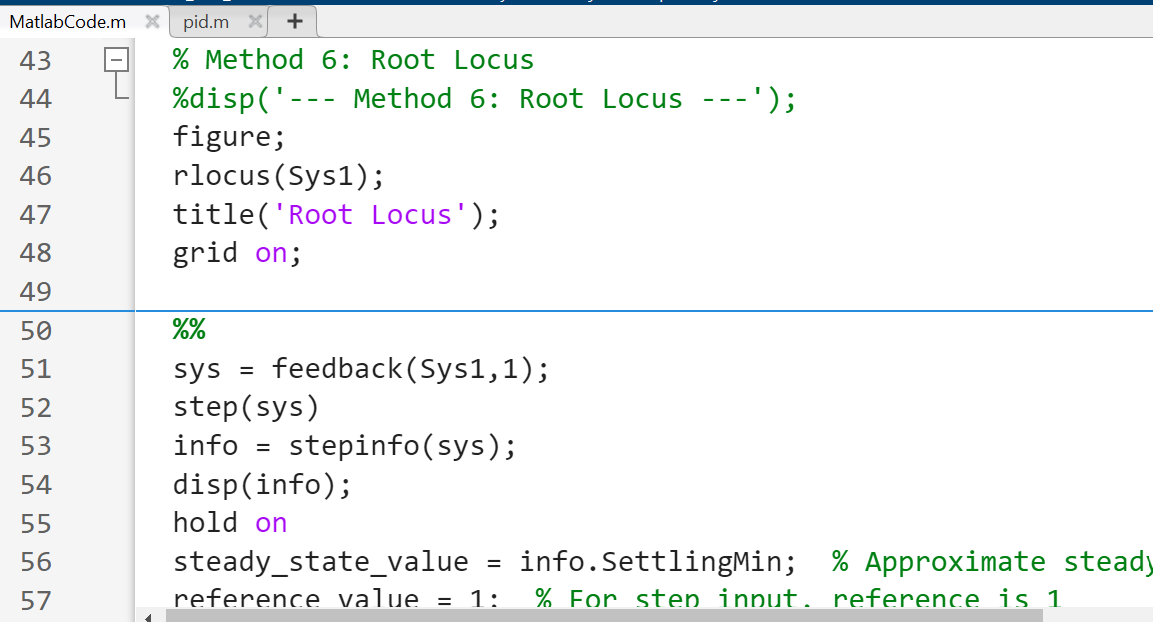 MatlabCode.m × pid.m × +
43 % Method 6: Root Locus
44 %disp('--- Method 6: Root Locus ---');
45 figure;
46 rlocus(Sys1);
47 title('Root Locus');
48 grid on;
49
50 %%
51 sys = feedback(Sys1,1);
52 step(sys)
53 info = stepinfo(sys);
54 disp(info);
55 hold on
56 steady_state_value = info.SettlingMin;  % Approximate steady
57 reference_value = 1;  % For step input, reference is 1